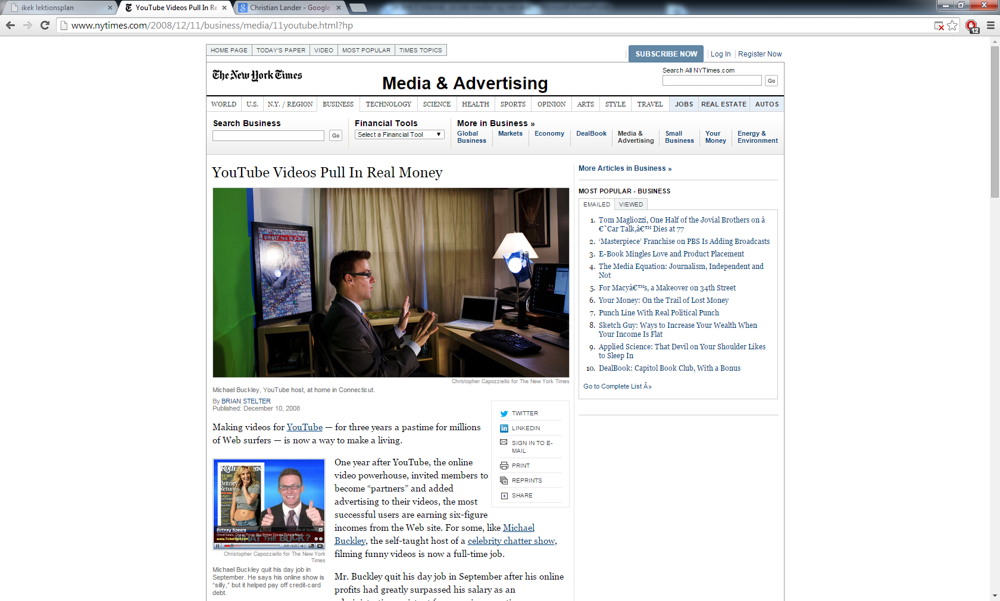 ikek lektionsplan
YouTube Videos Pull In Re
Christian Lander - Google
www.nytimes.com/2008/12/11/business/media/11youtube.html?hp
12
HOME PAGE TODAY'S PAPER VIDEO MOST POPULAR TIMES TOPICS
SUBSCRIBE NOW Log In Register Now
The New York Times
Media & Advertising
Search All NYTimes.com
Go
WORLD U.S. N.Y. / REGION BUSINESS TECHNOLOGY SCIENCE HEALTH SPORTS OPINION ARTS STYLE TRAVEL JOBS REAL ESTATE AUTOS
Search Business
Go
Financial Tools
Select a Financial Tool
More in Business »
Global
Business
Markets
Economy
DealBook
Media &
Advertising
Small
Business
Your
Money
Energy &
Environment
YouTube Videos Pull In Real Money
WHAT THE BUCK?
Christopher Capozziello for The New York Times
Michael Buckley, YouTube host, at home in Connecticut.
By BRIAN STELTER
Published: December 10, 2008
TWITTER
LINKEDIN
SIGN IN TO E-
MAIL
PRINT
REPRINTS
SHARE
Making videos for YouTube — for three years a pastime for millions
of Web surfers — is now a way to make a living.
Britney
Returns
Britney Spears
Ads by Google
www.TicketSpot.com
WHAT THE BUCK?
Christopher Capozziello for The New York
Times
Michael Buckley quit his day job in
September. He says his online show is
“silly,” but it helped pay off credit-card
debt.
One year after YouTube, the online
video powerhouse, invited members to
become “partners” and added
advertising to their videos, the most
successful users are earning six-figure
incomes from the Web site. For some, like Michael
Buckley, the self-taught host of a celebrity chatter show,
filming funny videos is now a full-time job.
Mr. Buckley quit his day job in September after his online
profits had greatly surpassed his salary as an
More Articles in Business »
MOST POPULAR - BUSINESS
EMAILED VIEWED
1. Tom Magliozzi, One Half of the Jovial Brothers on â
€˜Car Talk,â€™ Dies at 77
2. ‘Masterpiece’ Franchise on PBS Is Adding Broadcasts
3. E-Book Mingles Love and Product Placement
4. The Media Equation: Journalism, Independent and
Not
5. For Macyâ€™s, a Makeover on 34th Street
6. Your Money: On the Trail of Lost Money
7. Punch Line With Real Political Punch
8. Sketch Guy: Ways to Increase Your Wealth When
Your Income Is Flat
9. Applied Science: That Devil on Your Shoulder Likes
to Sleep In
10. DealBook: Capitol Book Club, With a Bonus
Go to Complete List Â»